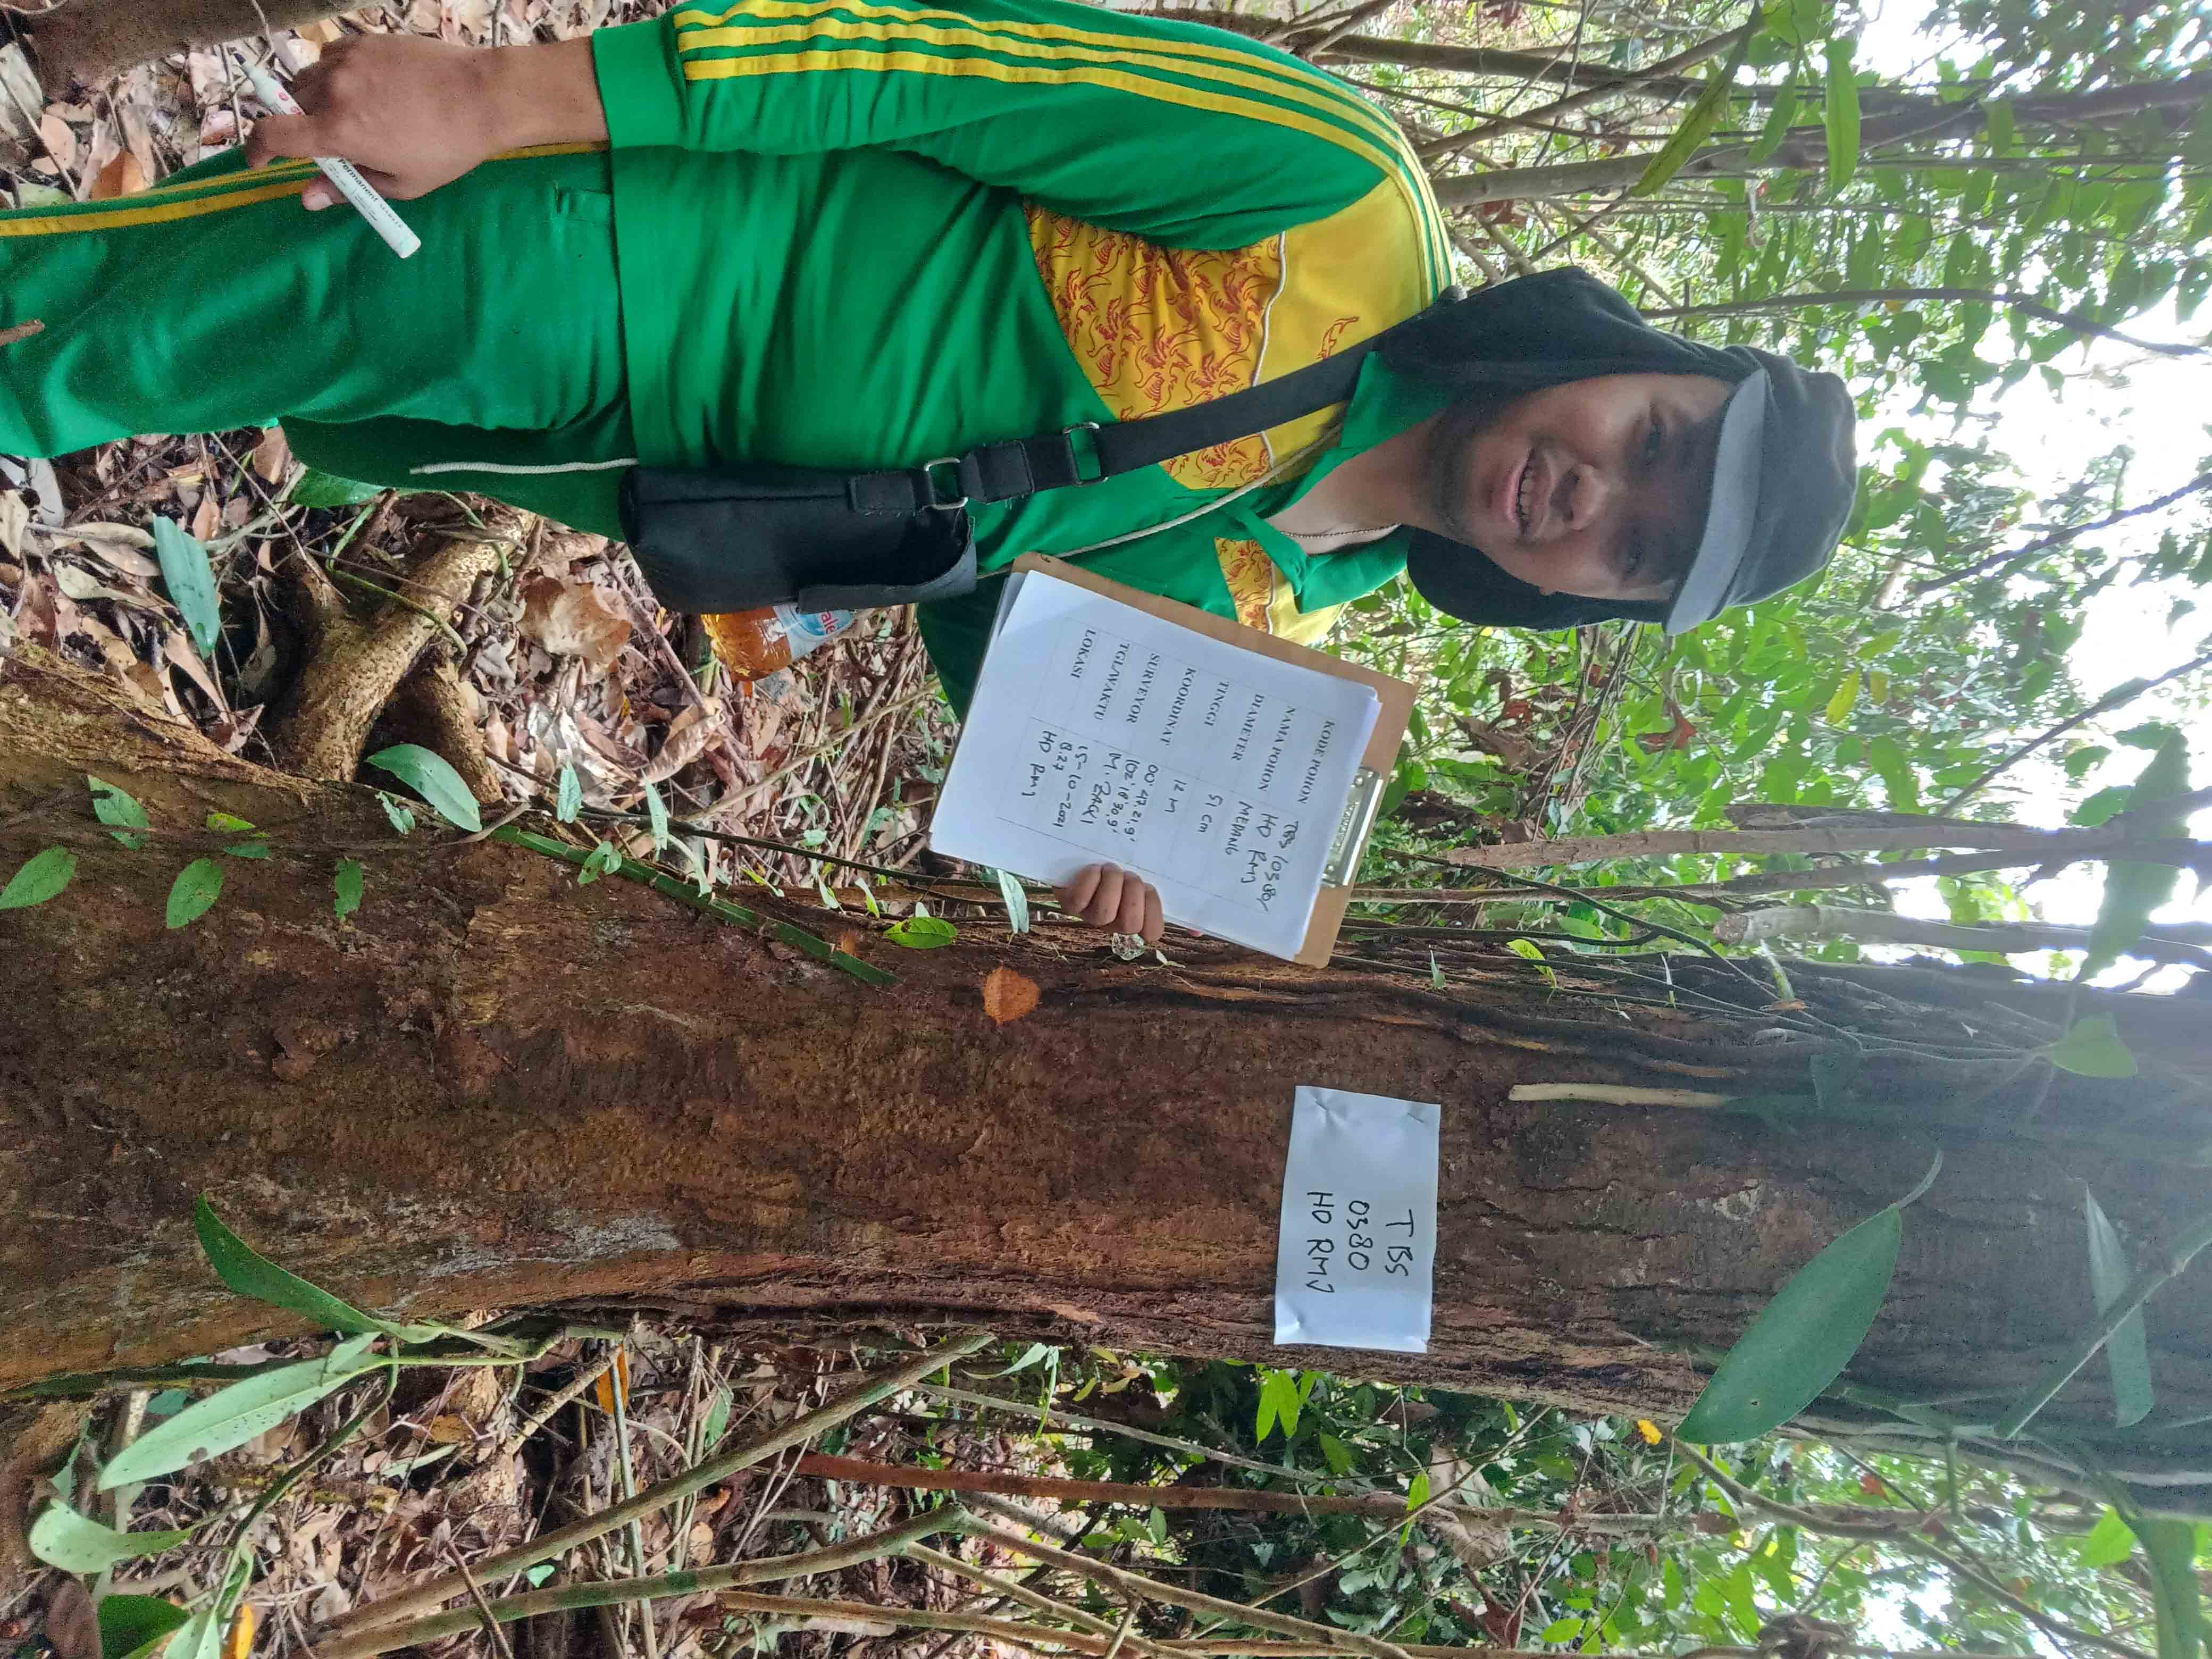 KODE POHON TBS /0380/
HD RMJ
NAMA POHON MEDANG
DIAMETER 51 cm
TINGGI 12 M
KOORDINAT 00'47.21,9'
102'18'30,9'
SURVEYOR M. ZAQI
TGL/WAKTU 15-10-2021
8.27
LOKASI HD RMJ
TBS
0380
HD RMJ
Permanent MARKER
ale